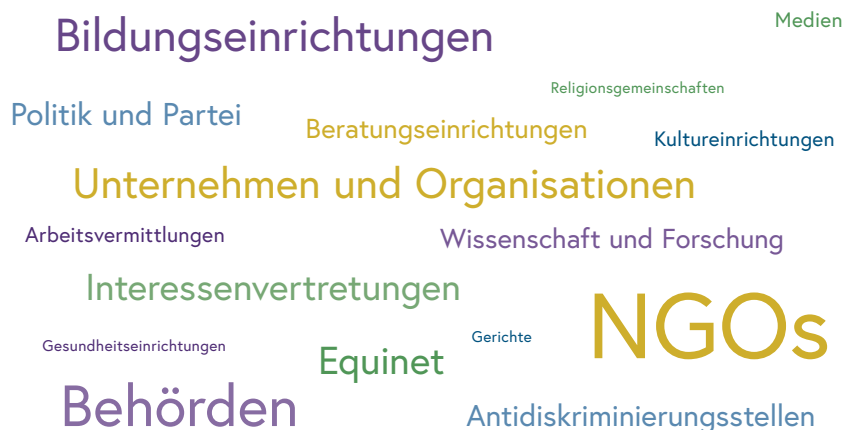 Medien
Bildungseinrichtungen
Religionsgemeinschaften
Politik und Partei
Beratungseinrichtungen
Kultureinrichtungen
Unternehmen und Organisationen
Arbeitsvermittlungen
Wissenschaft und Forschung
Interessenvertretungen
NGOs
Gesundheitseinrichtungen
Gerichte
Equinet
Behörden
Antidiskriminierungsstellen